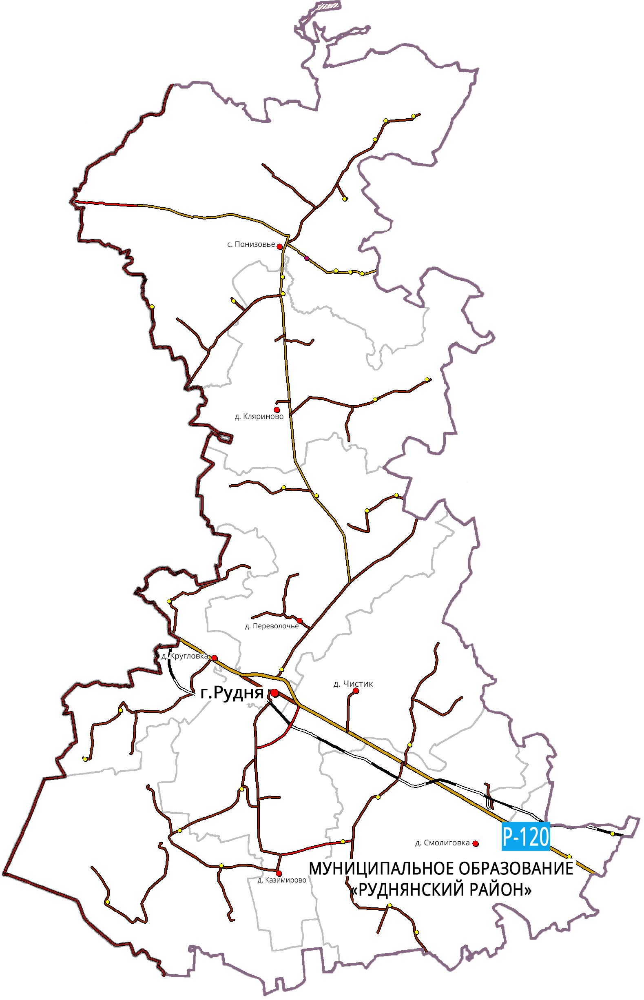 с. Понизовье
д. Кляриново
д. Переволочье
д. Кругловка
г.Рудня
д. Чистик
Р-120
д. Смолиговка
МУНИЦИПАЛЬНОЕ ОБРАЗОВАНИЕ
«РУДНЯНСКИЙ РАЙОН»
д. Казимирово